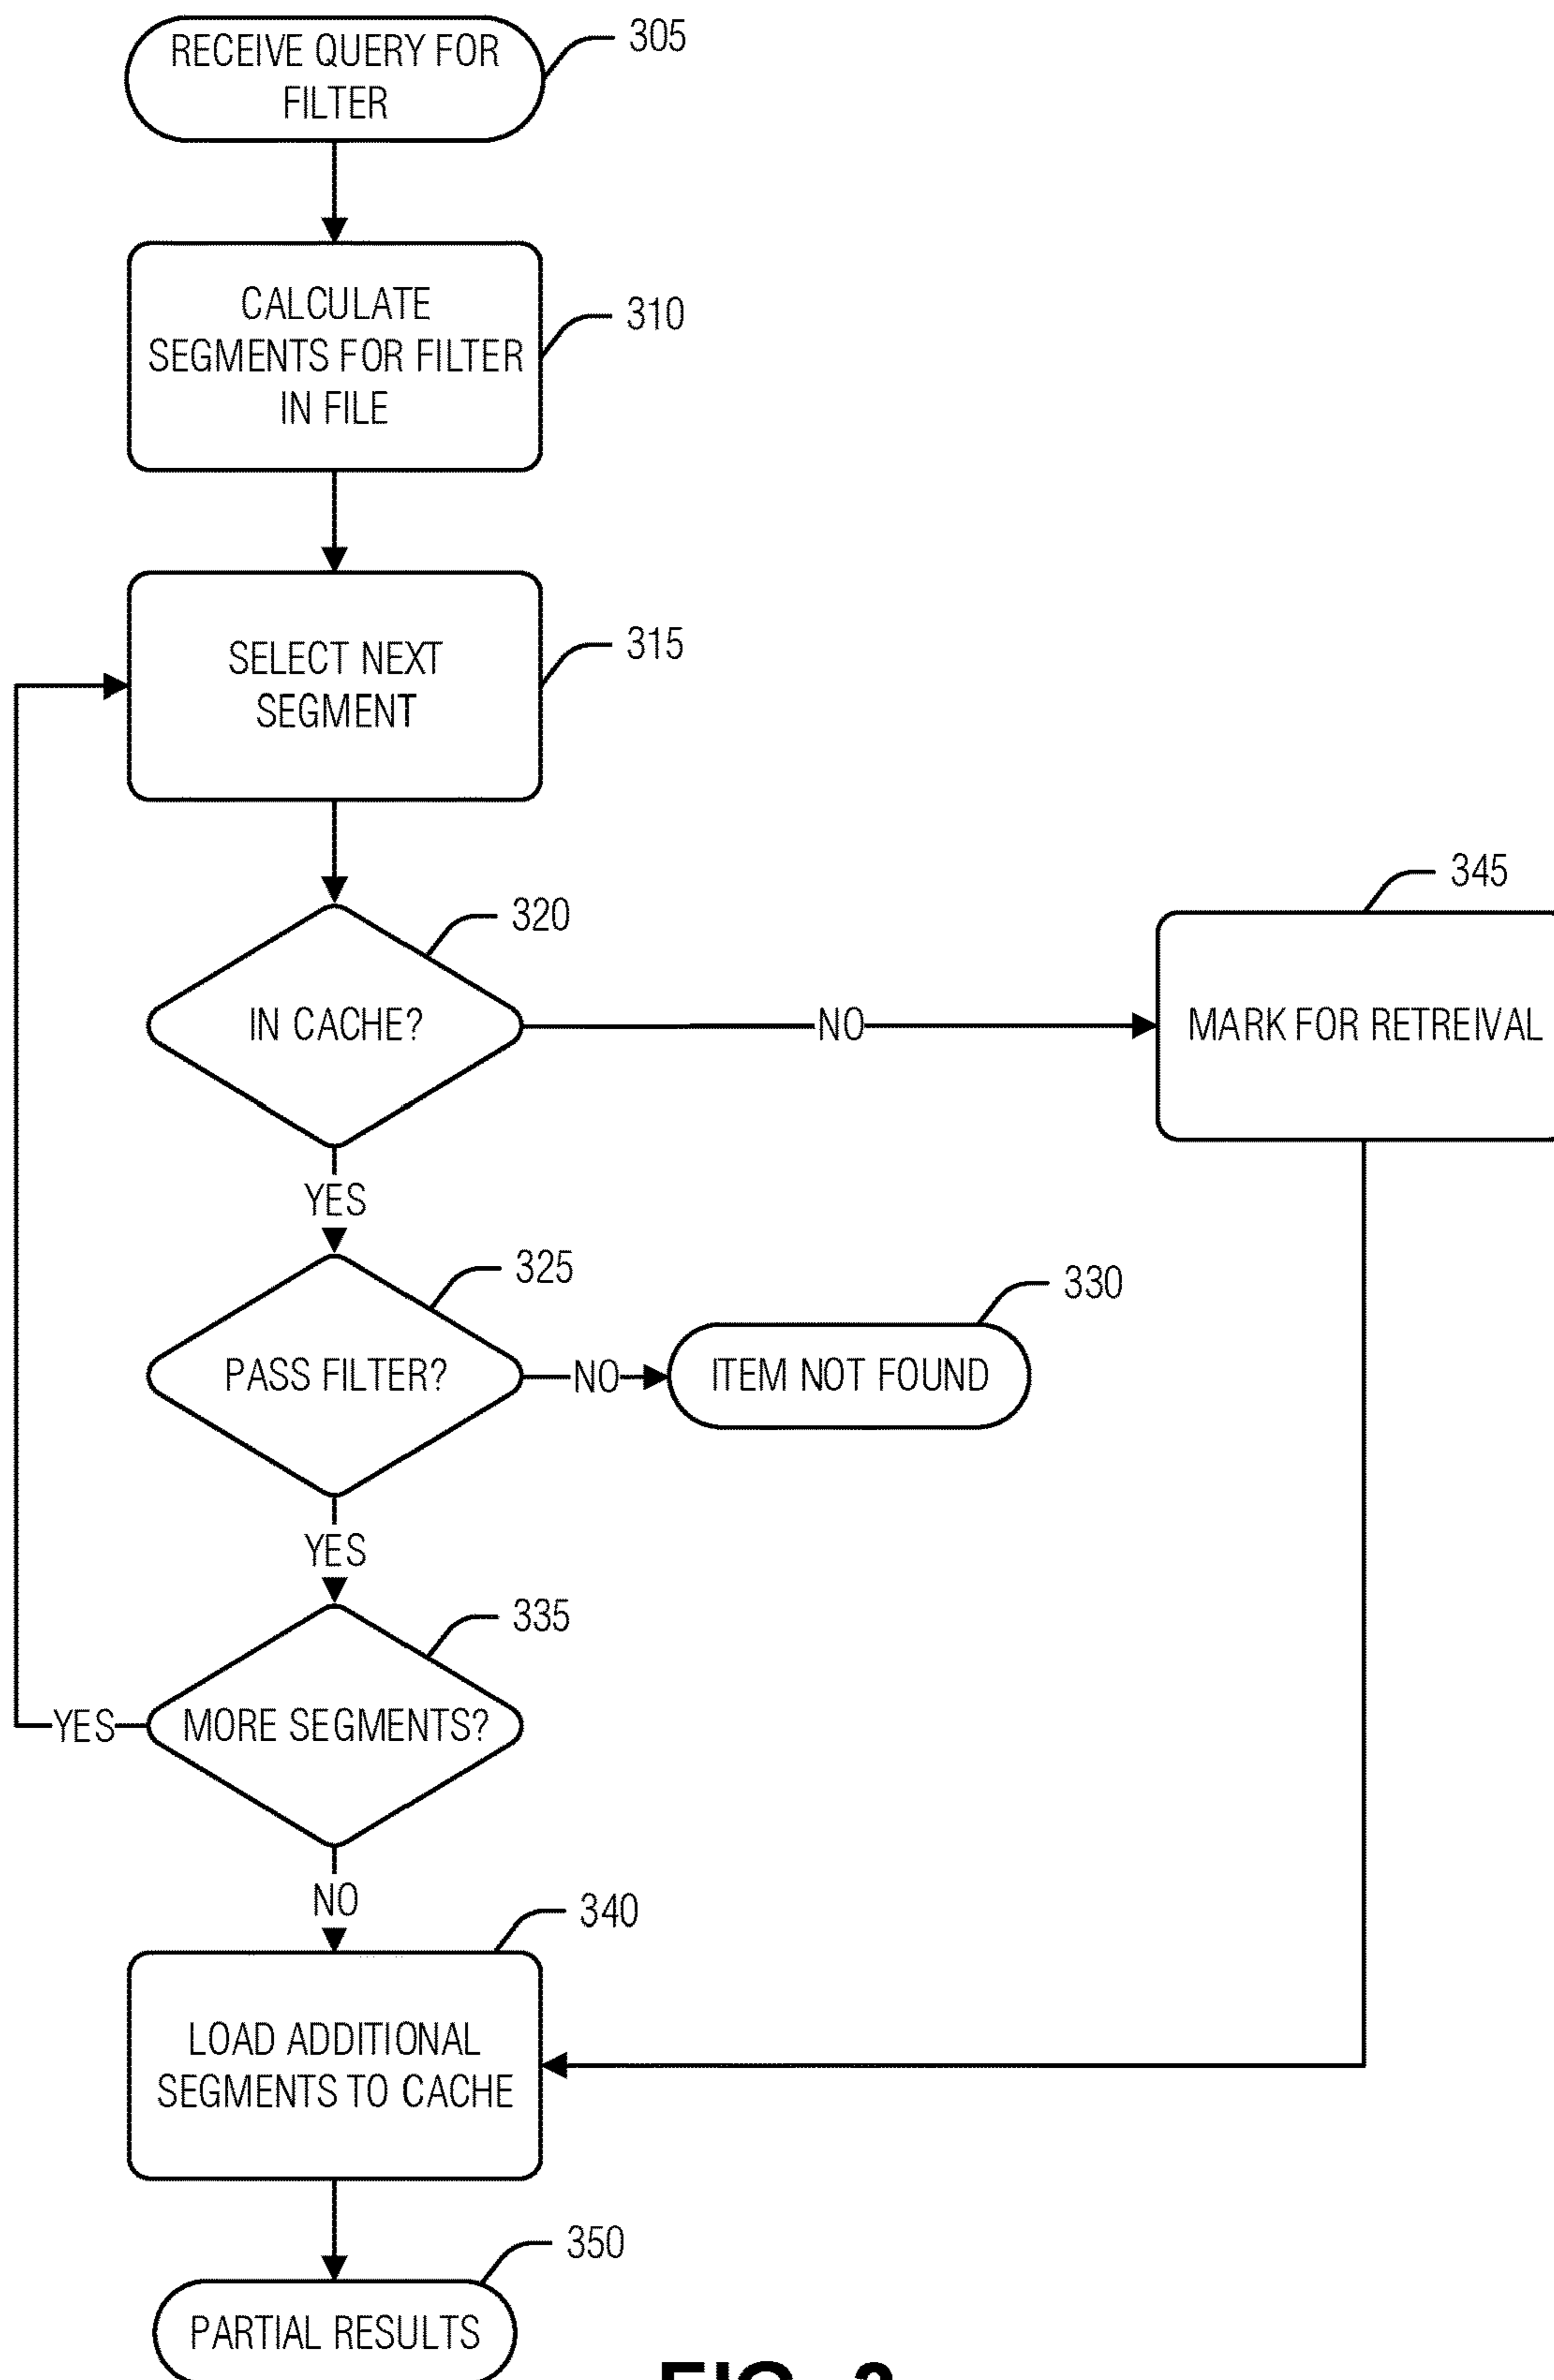 RECEIVE QUERY FOR
FILTER
305
CALCULATE
SEGMENTS FOR FILTER
IN FILE
310
SELECT NEXT
SEGMENT
315
IN CACHE?
320
NO
MARK FOR RETREIVAL
345
YES
PASS FILTER?
325
NO
ITEM NOT FOUND
330
YES
MORE SEGMENTS?
335
YES
NO
LOAD ADDITIONAL
SEGMENTS TO CACHE
340
PARTIAL RESULTS
350